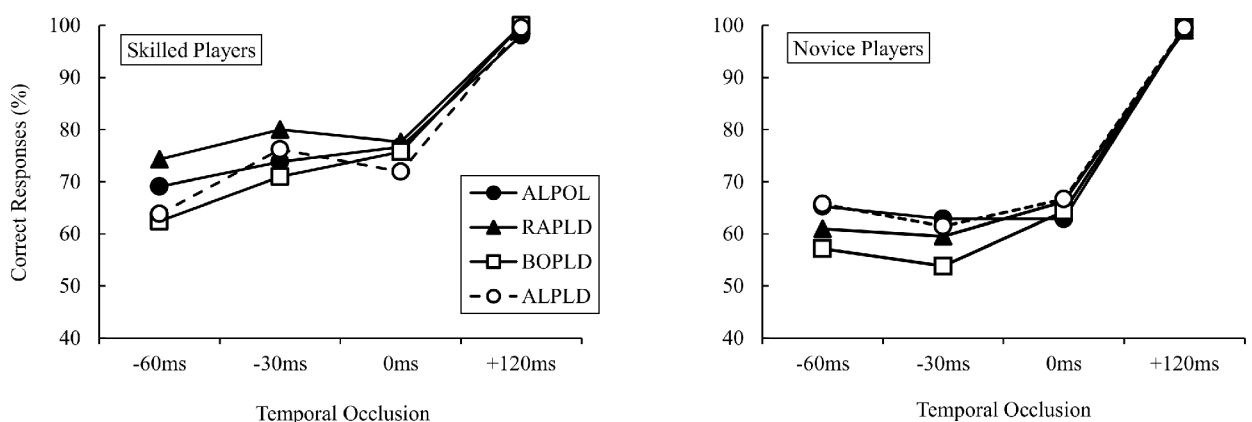 Skilled Players
Correct Responses (%)
100
90
80
70
60
50
40
-60ms
-30ms
0ms
+120ms
Temporal Occlusion
ALPOL
RAPLD
BOPLD
ALPLD
Novice Players
100
90
80
70
60
50
40
-60ms
-30ms
0ms
+120ms
Temporal Occlusion